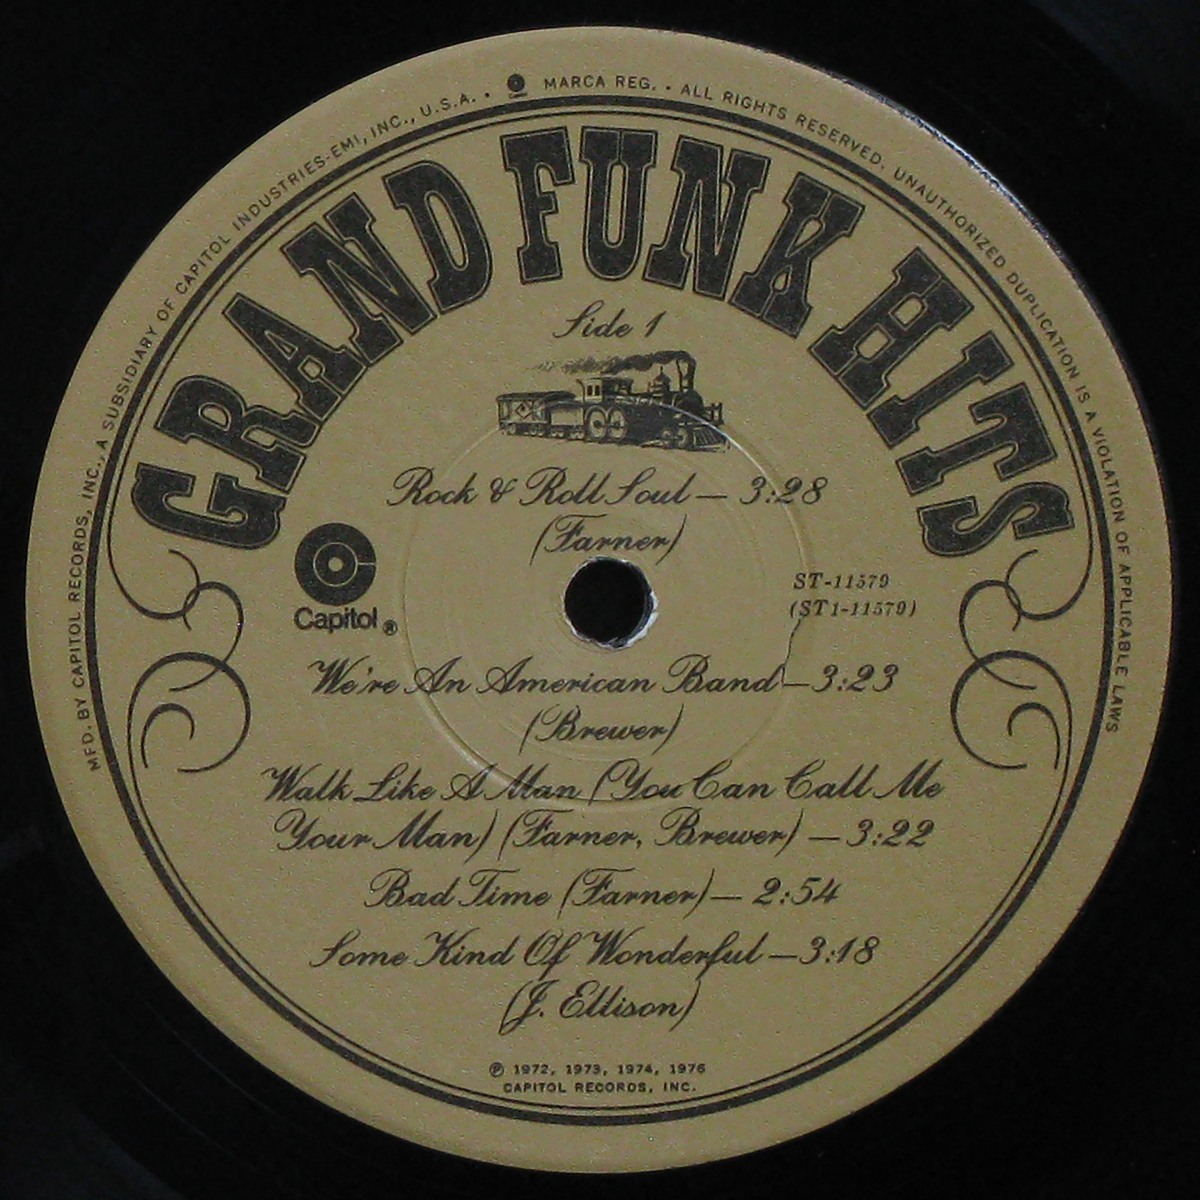 MFD. BY CAPITOL RECORDS, INC., A SUBSIDIARY OF CAPITOL INDUSTRIES-EMI, INC., U.S.A. • MARCA REG. • ALL RIGHTS RESERVED. UNAUTHORIZED DUPLICATION IS A VIOLATION OF APPLICABLE LAWS
GRAND FUNK HITS
Side 1
Rock & Roll Soul — 3:28
(Farner)
Capitol®
ST-11579
(ST1-11579)
We're An American Band — 3:23
(Brewer)
Walk Like A Man (You Can Call Me
Your Man) (Farner, Brewer) — 3:22
Bad Time (Farner) — 2:54
Some Kind Of Wonderful — 3:18
(J. Ellison)
℗ 1972, 1973, 1974, 1976
CAPITOL RECORDS, INC.